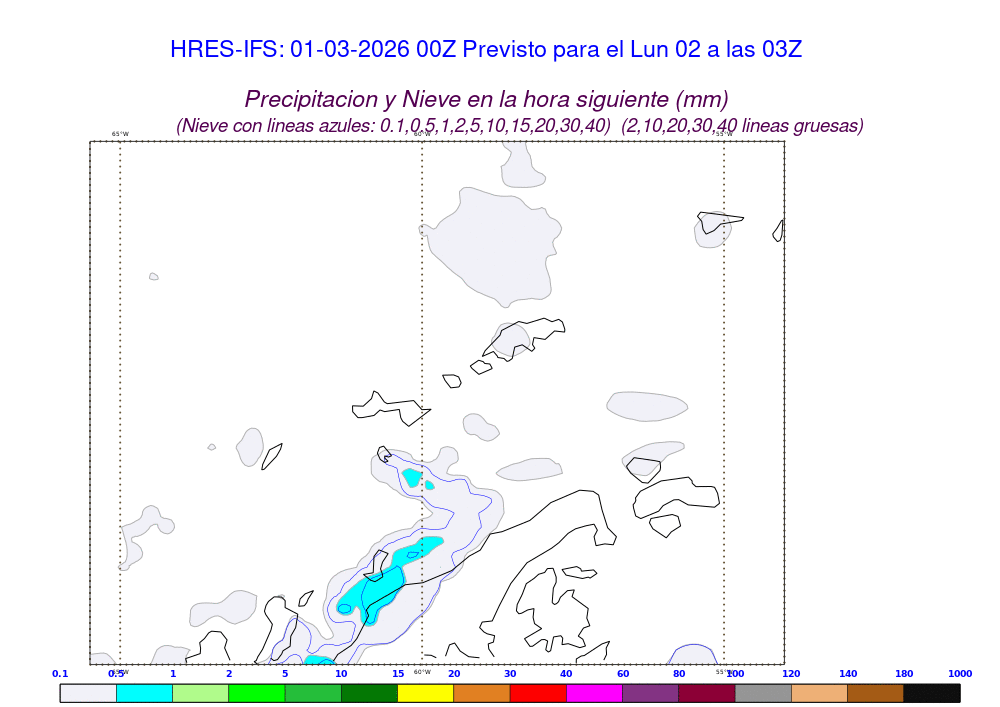 HRES-IFS: 01-03-2026 00Z Previsto para el Lun 02 a las 03Z
Precipitacion y Nieve en la hora siguiente (mm)
(Nieve con lineas azules: 0.1,0.5,1,2,5,10,15,20,30,40)  (2,10,20,30,40 lineas gruesas)
65°W 60°W 55°W
65°W 60°W 55°W
0.1 0.5 1 2 5 10 15 20 30 40 60 80 100 120 140 180 1000